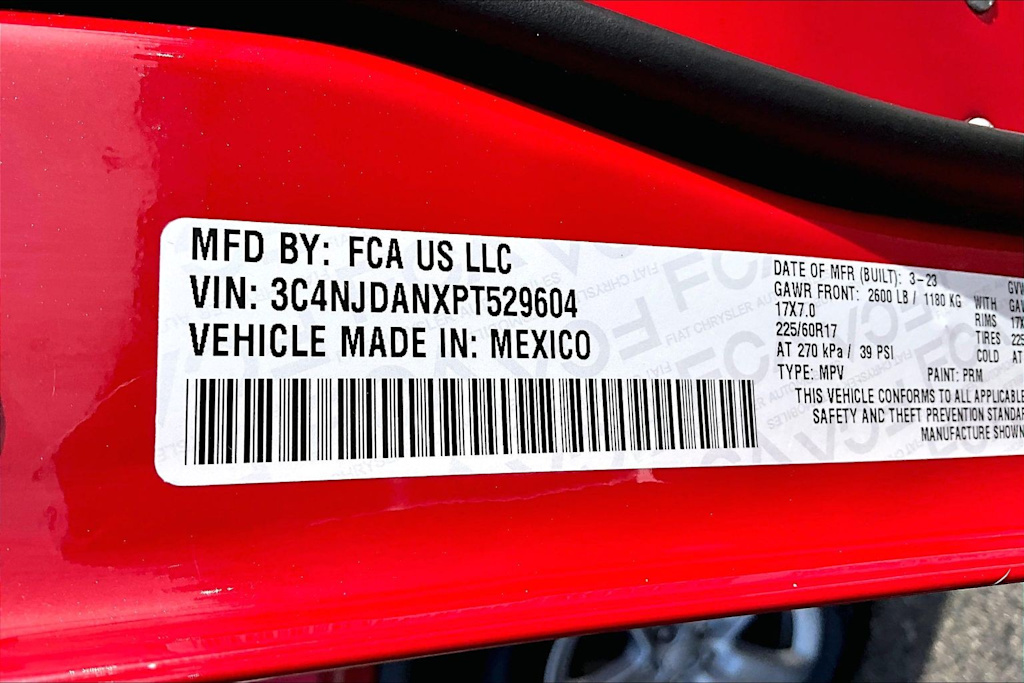 MFD BY: FCA US LLC
VIN: 3C4NJDANXPT529604
VEHICLE MADE IN: MEXICO
DATE OF MFR (BUILT): 3-23
GAWR FRONT: 2600 LB / 1180 KG WITH
17X7.0 RIMS
225/60R17 TIRES
AT 270 kPa / 39 PSI COLD
TYPE: MPV PAINT: PRM
THIS VEHICLE CONFORMS TO ALL APPLICABLE
SAFETY AND THEFT PREVENTION STANDAR
MANUFACTURE SHOWN